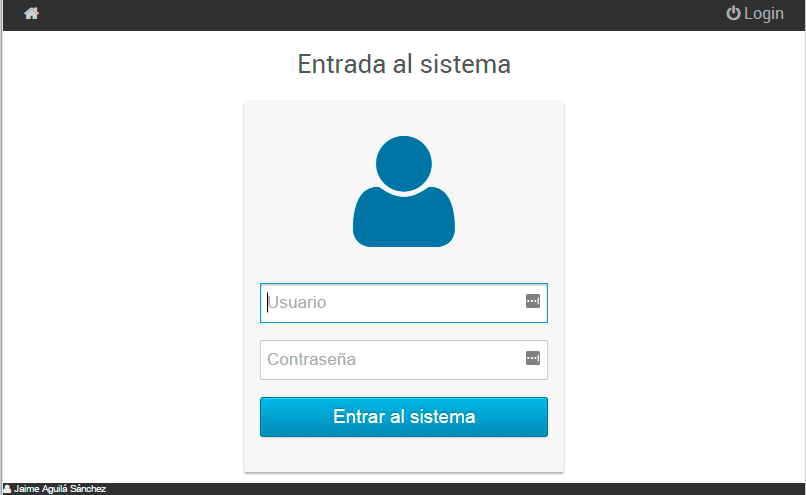 Login
Entrada al sistema
Usuario
Contraseña
Entrar al sistema
Jaime Aguilá Sánchez